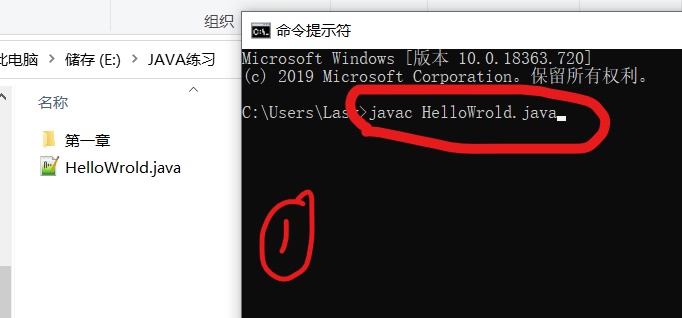 组织
此电脑 > 储存 (E:) > JAVA练习
名称
第一章
HelloWrold.java
命令提示符
Microsoft Windows [版本 10.0.18363.720]
(c) 2019 Microsoft Corporation。保留所有权利。
C:\Users\Lask>javac HelloWrold.java
1